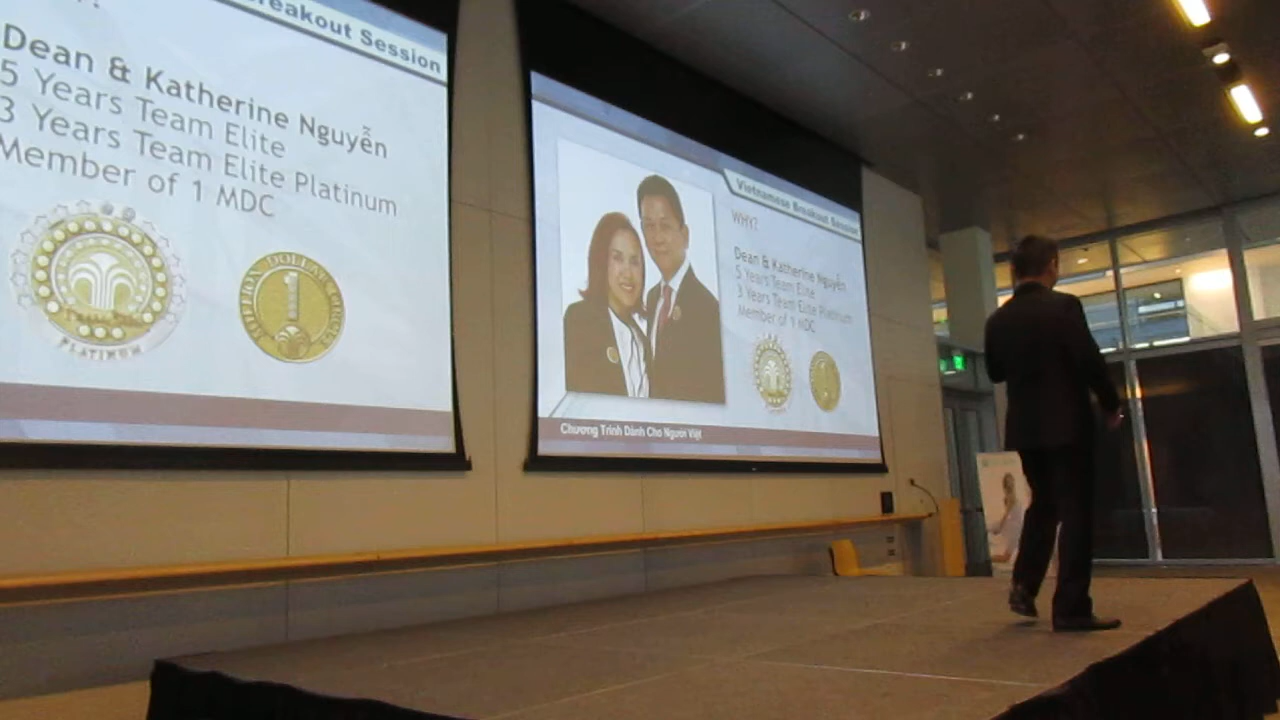 Breakout Session
Dean & Katherine Nguyễn
5 Years Team Elite
3 Years Team Elite Platinum
Member of 1 MDC
PLATINUM
MILLION DOLLAR CIRCLE
1
Vietnamese Breakout Session
WHY?
Dean & Katherine Nguyễn
5 Years Team Elite
3 Years Team Elite Platinum
Member of 1 MDC
1
Chương Trình Dành Cho Người Việt
EXIT